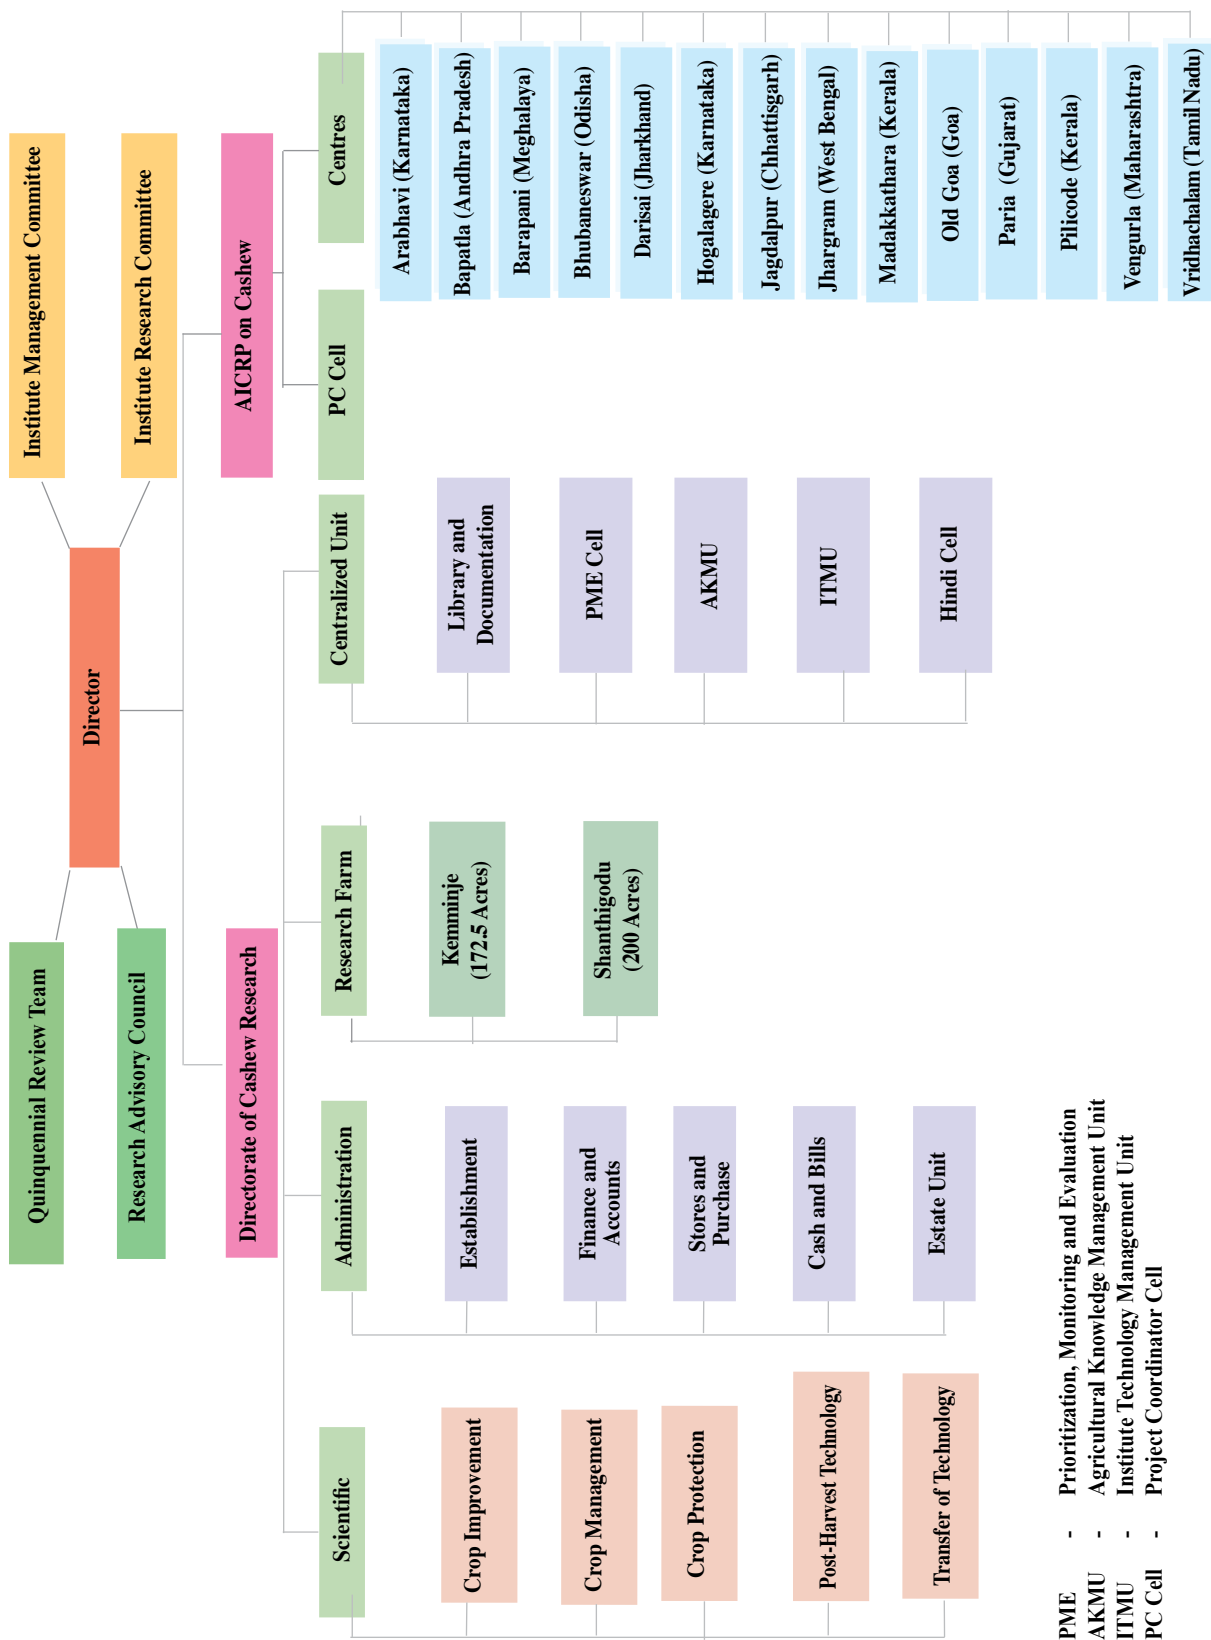 Quinquennial Review Team
Research Advisory Council
Director
Institute Management Committee
Institute Research Committee
Directorate of Cashew Research
AICRP on Cashew
Scientific
Administration
Research Farm
Centralized Unit
PC Cell
Centres
Crop Improvement
Crop Management
Crop Protection
Post-Harvest Technology
Transfer of Technology
Establishment
Finance and
Accounts
Stores and
Purchase
Cash and Bills
Estate Unit
Kemminje
(172.5 Acres)
Shanthigodu
(200 Acres)
Library and
Documentation
PME Cell
AKMU
ITMU
Hindi Cell
Arabhavi (Karnataka)
Bapatla (Andhra Pradesh)
Barapani (Meghalaya)
Bhubaneswar (Odisha)
Darisai (Jharkhand)
Hogalagere (Karnataka)
Jagdalpur (Chhattisgarh)
Jhargram (West Bengal)
Madakkathara (Kerala)
Old Goa (Goa)
Paria (Gujarat)
Pilicode (Kerala)
Vengurla (Maharashtra)
Vridhachalam (Tamil Nadu)
PME - Prioritization, Monitoring and Evaluation
AKMU - Agricultural Knowledge Management Unit
ITMU - Institute Technology Management Unit
PC Cell - Project Coordinator Cell